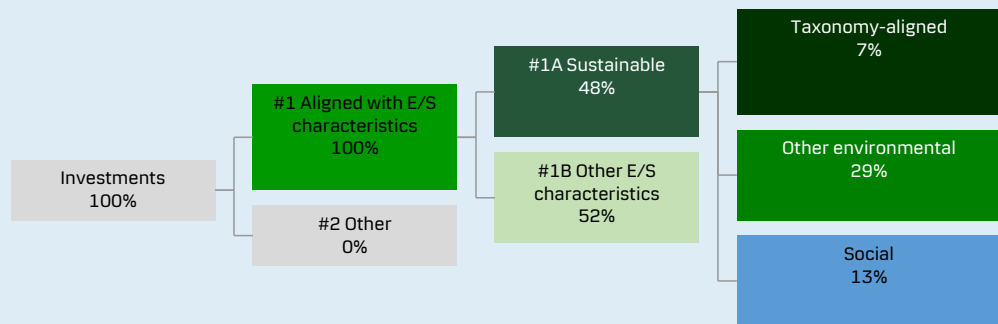 Investments
100%
#1 Aligned with E/S
characteristics
100%
#2 Other
0%
#1A Sustainable
48%
#1B Other E/S
characteristics
52%
Taxonomy-aligned
7%
Other environmental
29%
Social
13%